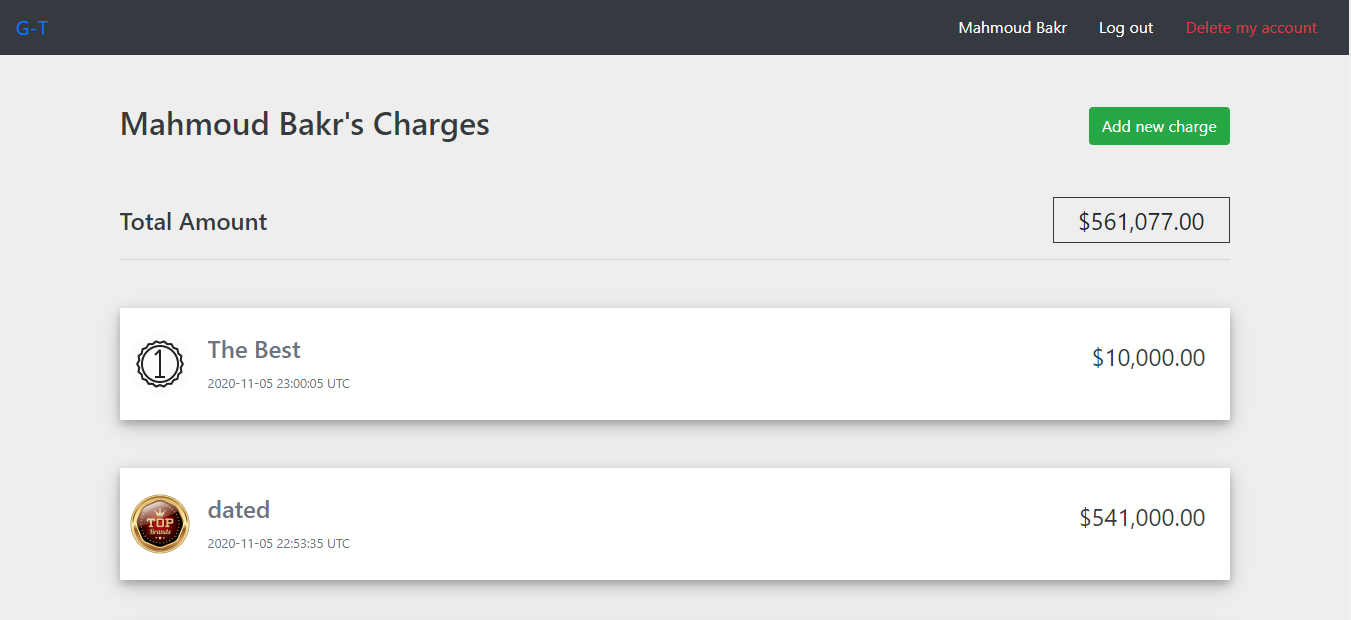 G-T Mahmoud Bakr Log out Delete my account
Mahmoud Bakr's Charges Add new charge
Total Amount $561,077.00
1 The Best $10,000.00
2020-11-05 23:00:05 UTC
TOP
Brands
dated $541,000.00
2020-11-05 22:53:35 UTC